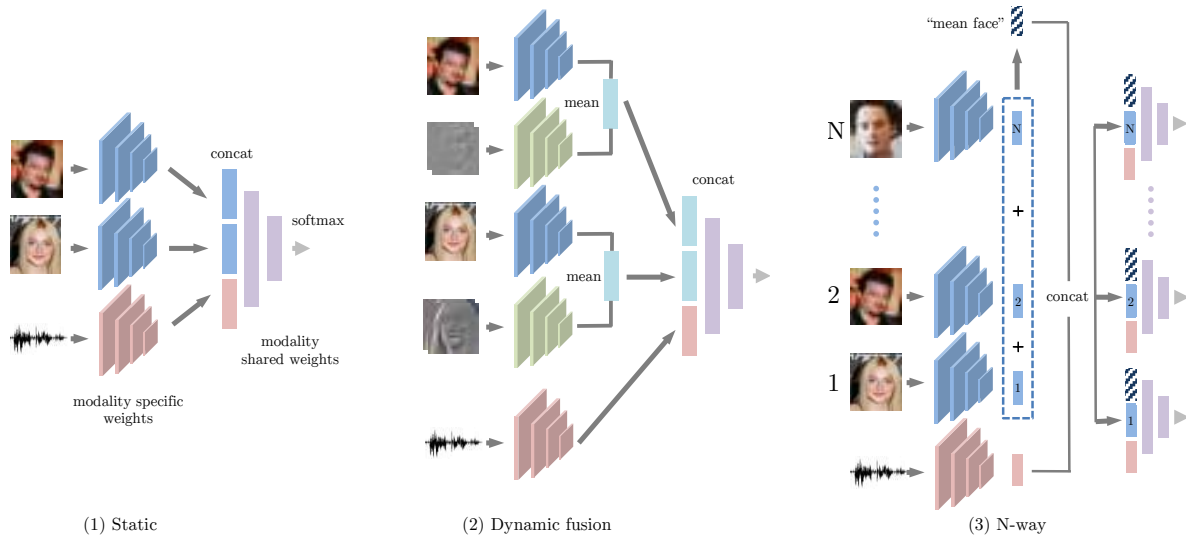 concat
softmax
modality
shared weights
modality specific
weights
(1) Static
mean
concat
mean
(2) Dynamic fusion
“mean face”
N
N
N
+
2
2
concat
2
+
1
1
1
(3) N-way